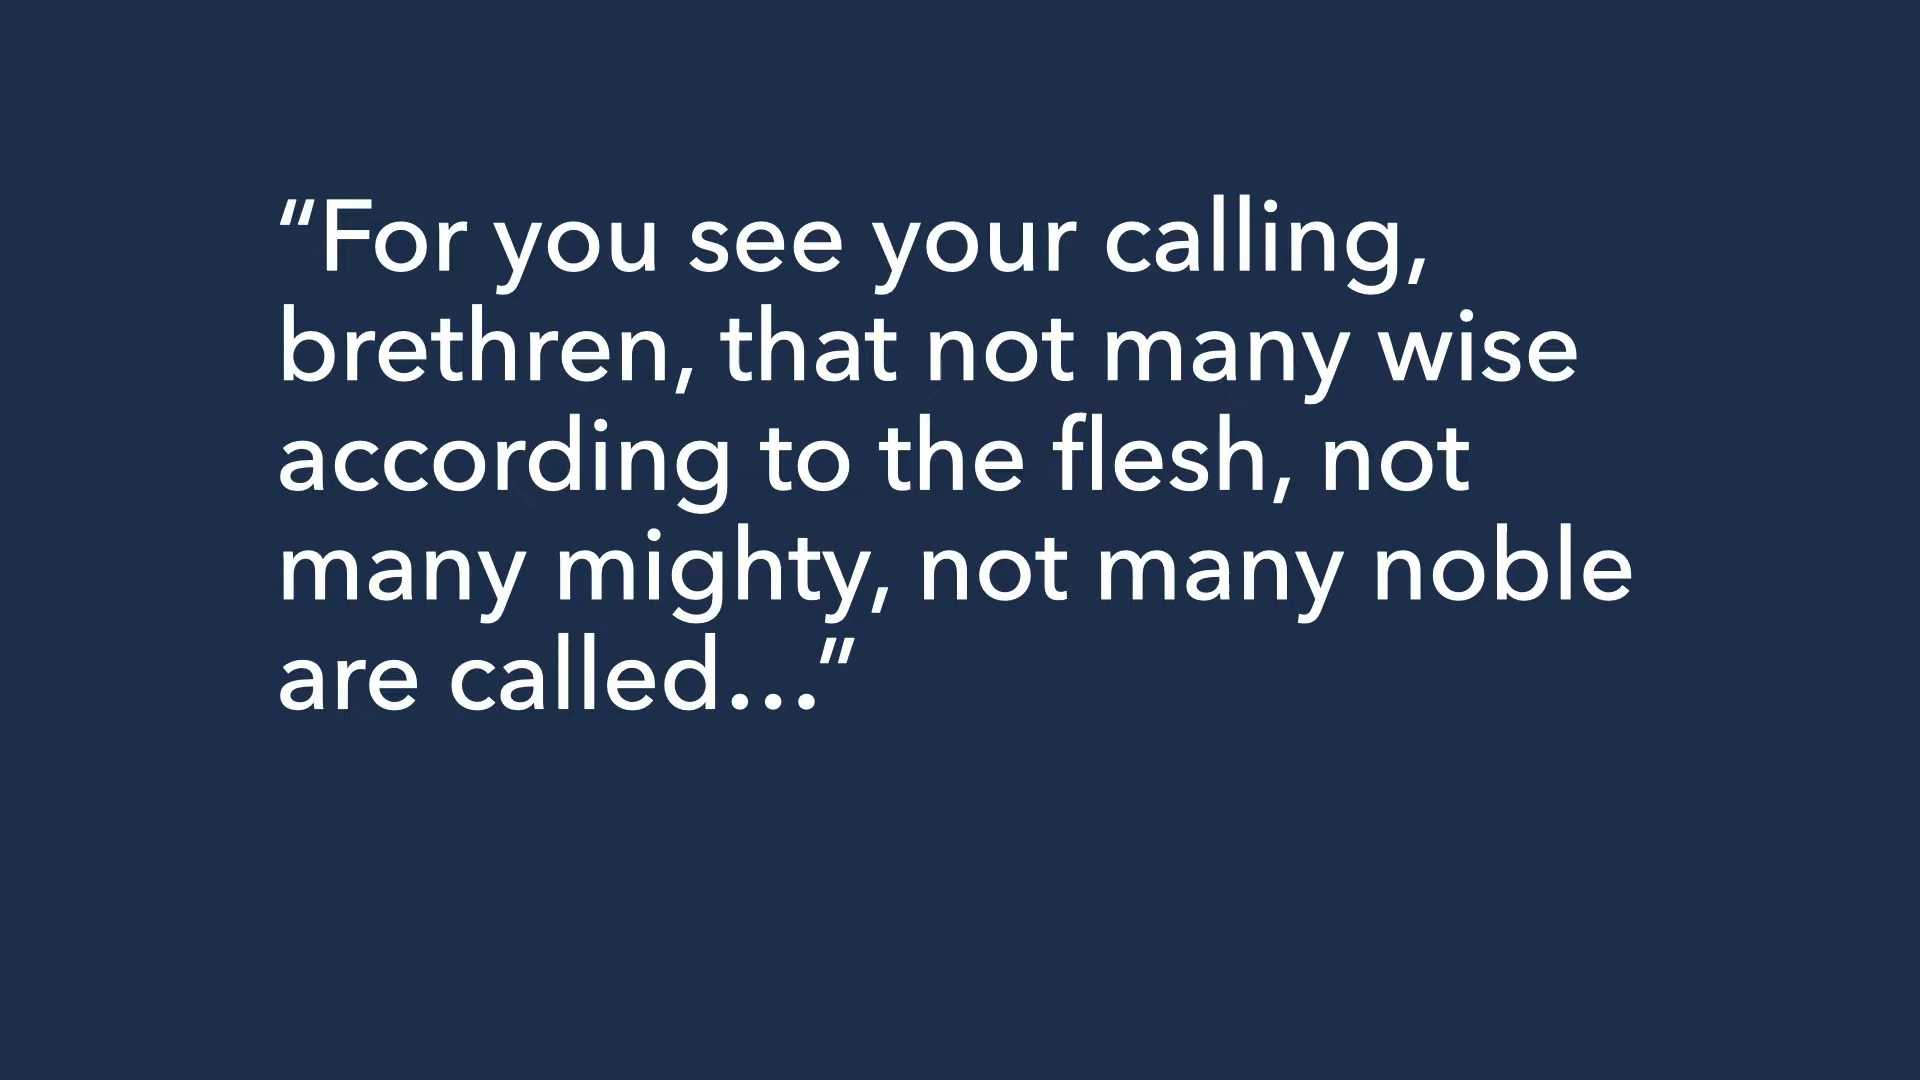 “For you see your calling,
brethren, that not many wise
according to the flesh, not
many mighty, not many noble
are called…”